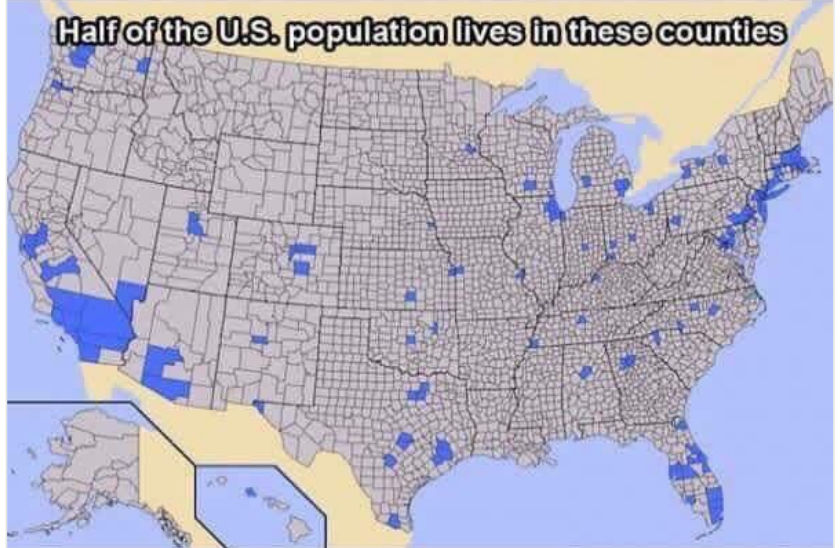 Half of the U.S. population lives in these counties